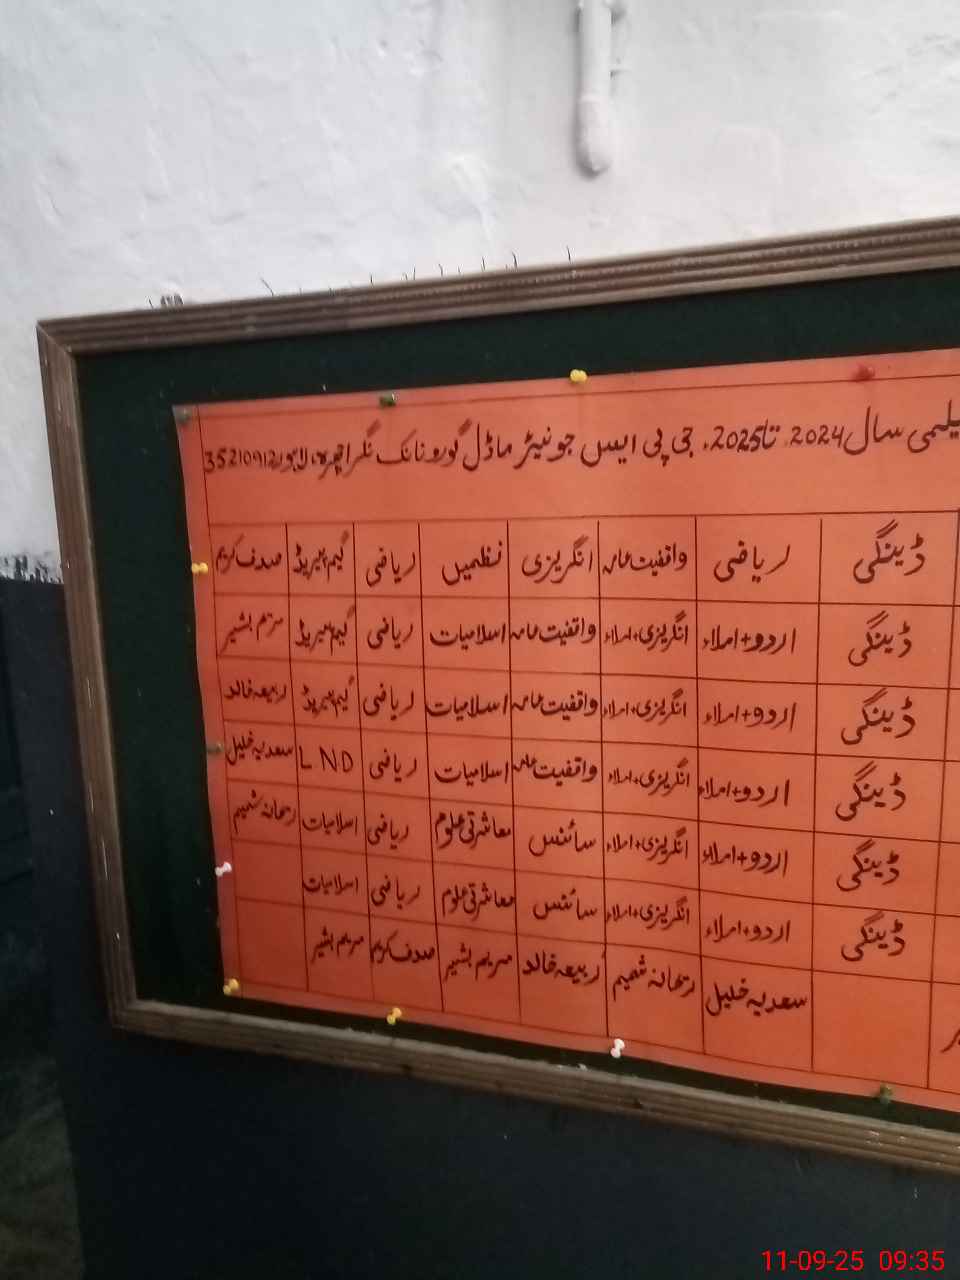 سال 2024ء تا 2025ء جی پی ایس جونیئر ماڈل گورونانک نگر اچھرہ لاہور 35210912
ڈینگی ریاضی واقفیت عامہ انگریزی نظمیں ریاضی گیم پیریڈ صدف کریم
ڈینگی اردو+املاء انگریزی+املاء واقفیت عامہ اسلامیات ریاضی گیم پیریڈ مریم بشیر
ڈینگی اردو+املاء انگریزی+املاء واقفیت عامہ اسلامیات ریاضی گیم پیریڈ ربیعہ خالد
ڈینگی اردو+املاء انگریزی+املاء واقفیت عامہ اسلامیات ریاضی LND سعدیہ خلیل
ڈینگی اردو+املاء انگریزی+املاء سائنس معاشرتی علوم ریاضی اسلامیات ریحانہ شمیم
ڈینگی اردو+املاء انگریزی+املاء سائنس معاشرتی علوم ریاضی اسلامیات
سعدیہ خلیل ریحانہ شمیم ربیعہ خالد مریم بشیر صدف کریم مریم بشیر
11-09-25 09:35